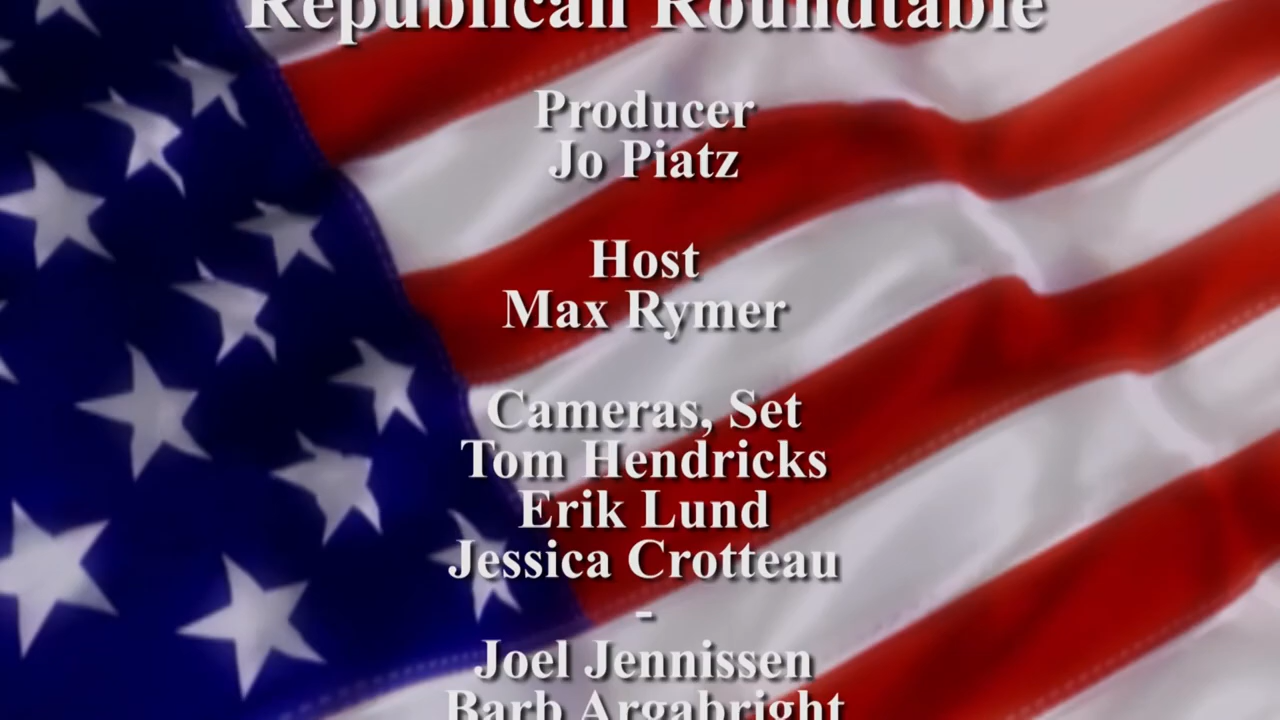 Republican Roundtable
Producer
Jo Piatz
Host
Max Rymer
Cameras, Set
Tom Hendricks
Erik Lund
Jessica Crotteau
-
Joel Jennissen
Barb Argabright